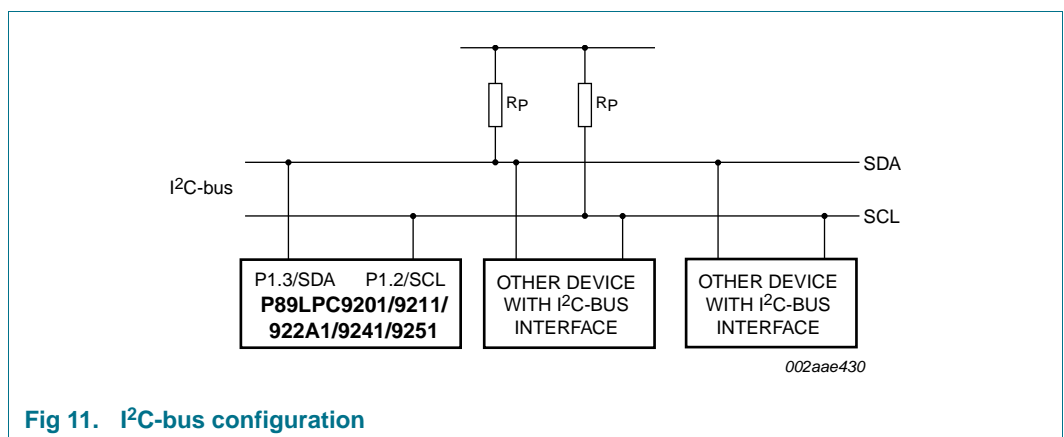 RP
RP
SDA
I2C-bus
SCL
P1.3/SDA P1.2/SCL
P89LPC9201/9211/
922A1/9241/9251
OTHER DEVICE
WITH I2C-BUS
INTERFACE
OTHER DEVICE
WITH I2C-BUS
INTERFACE
002aae430
Fig 11. I2C-bus configuration